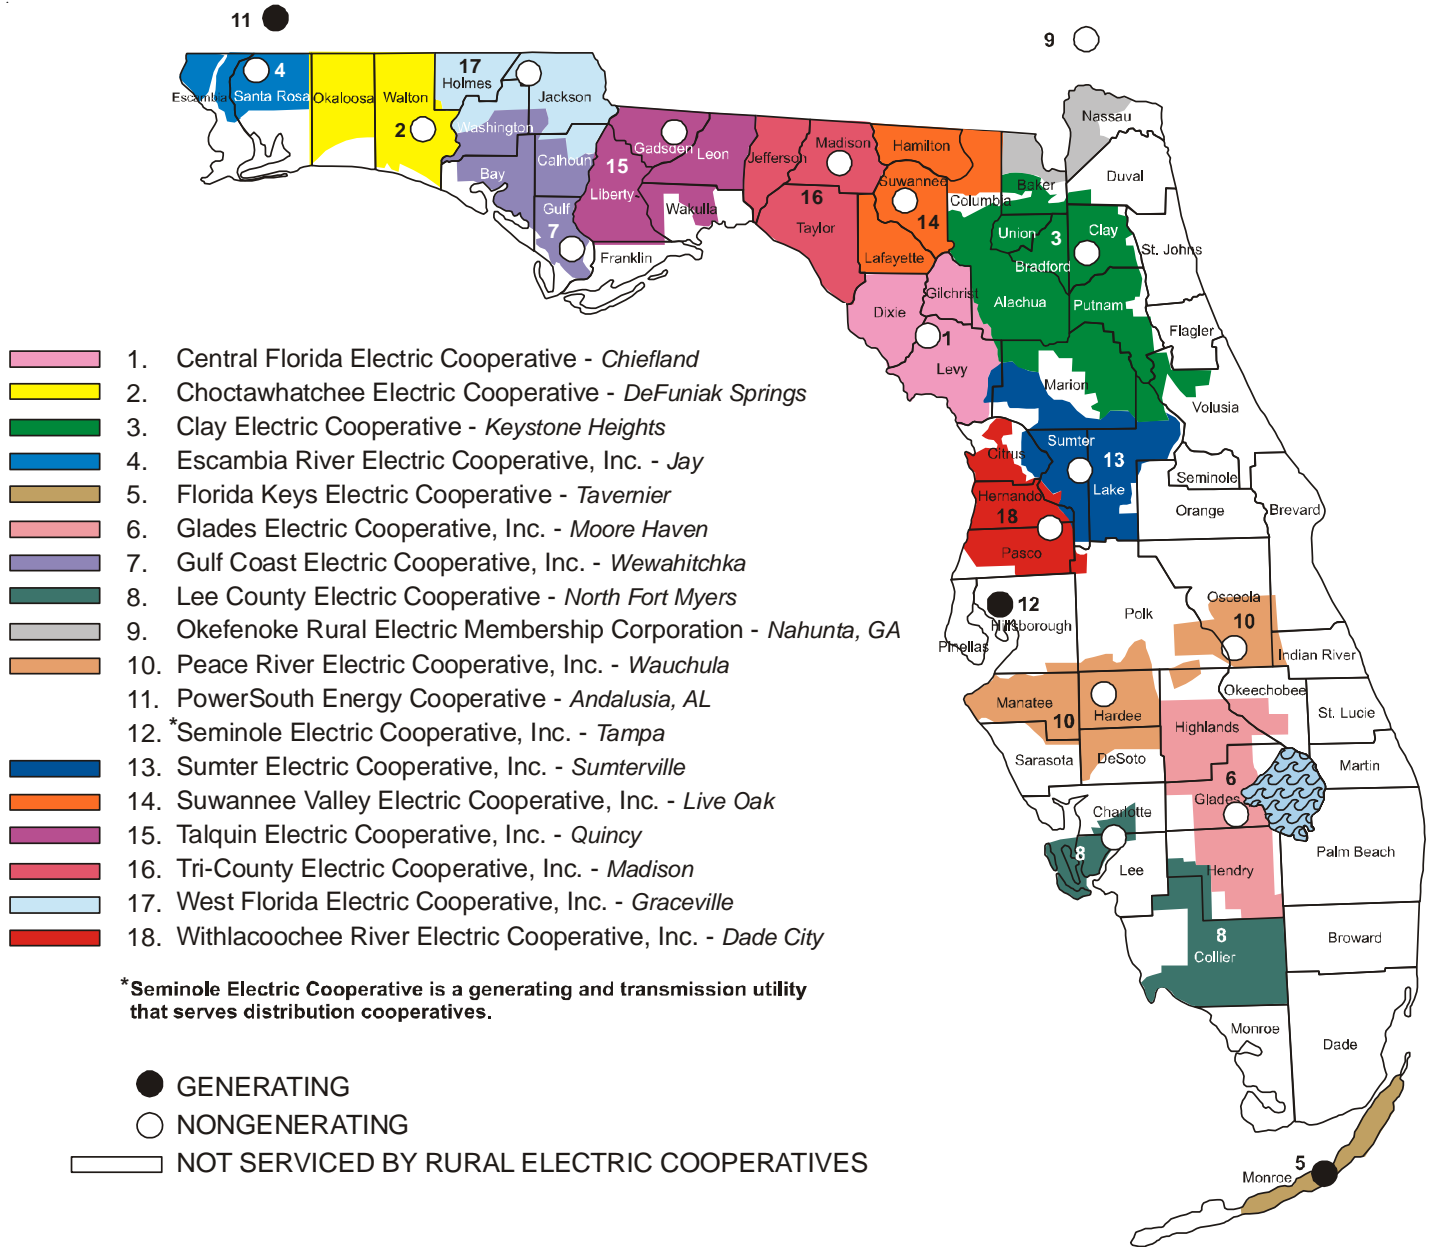 11
9
17
4
Holmes
Escambia
Santa Rosa
Okaloosa
Walton
Jackson
Nassau
2
Washington
Gadsden
Leon
Jefferson
Madison
Hamilton
Calhoun
15
Bay
Liberty
Suwannee
Baker
Duval
Gulf
Wakulla
16
Columbia
7
Taylor
14
Union
3
Clay
Franklin
Lafayette
Bradford
St. Johns
Gilchrist
Dixie
Alachua
Putnam
Flagler
1
Levy
Marion
Volusia
Sumter
Citrus
13
Seminole
Hernando
Lake
18
Orange
Brevard
Pasco
12
Osceola
Hillsborough
Polk
10
Pinollas
Indian River
Okeechobee
Manatee
10
Hardee
Highlands
St. Lucie
Sarasota
DeSoto
Martin
6
Glades
Charlotte
8
Lee
Hendry
Palm Beach
8
Collier
Broward
Monroe
Dade
5
Monroe
1. Central Florida Electric Cooperative - Chiefland
2. Choctawhatchee Electric Cooperative - DeFuniak Springs
3. Clay Electric Cooperative - Keystone Heights
4. Escambia River Electric Cooperative, Inc. - Jay
5. Florida Keys Electric Cooperative - Tavernier
6. Glades Electric Cooperative, Inc. - Moore Haven
7. Gulf Coast Electric Cooperative, Inc. - Wewahitchka
8. Lee County Electric Cooperative - North Fort Myers
9. Okefenoke Rural Electric Membership Corporation - Nahunta, GA
10. Peace River Electric Cooperative, Inc. - Wauchula
11. PowerSouth Energy Cooperative - Andalusia, AL
12. *Seminole Electric Cooperative, Inc. - Tampa
13. Sumter Electric Cooperative, Inc. - Sumterville
14. Suwannee Valley Electric Cooperative, Inc. - Live Oak
15. Talquin Electric Cooperative, Inc. - Quincy
16. Tri-County Electric Cooperative, Inc. - Madison
17. West Florida Electric Cooperative, Inc. - Graceville
18. Withlacoochee River Electric Cooperative, Inc. - Dade City
*Seminole Electric Cooperative is a generating and transmission utility
that serves distribution cooperatives.
GENERATING
NONGENERATING
NOT SERVICED BY RURAL ELECTRIC COOPERATIVES